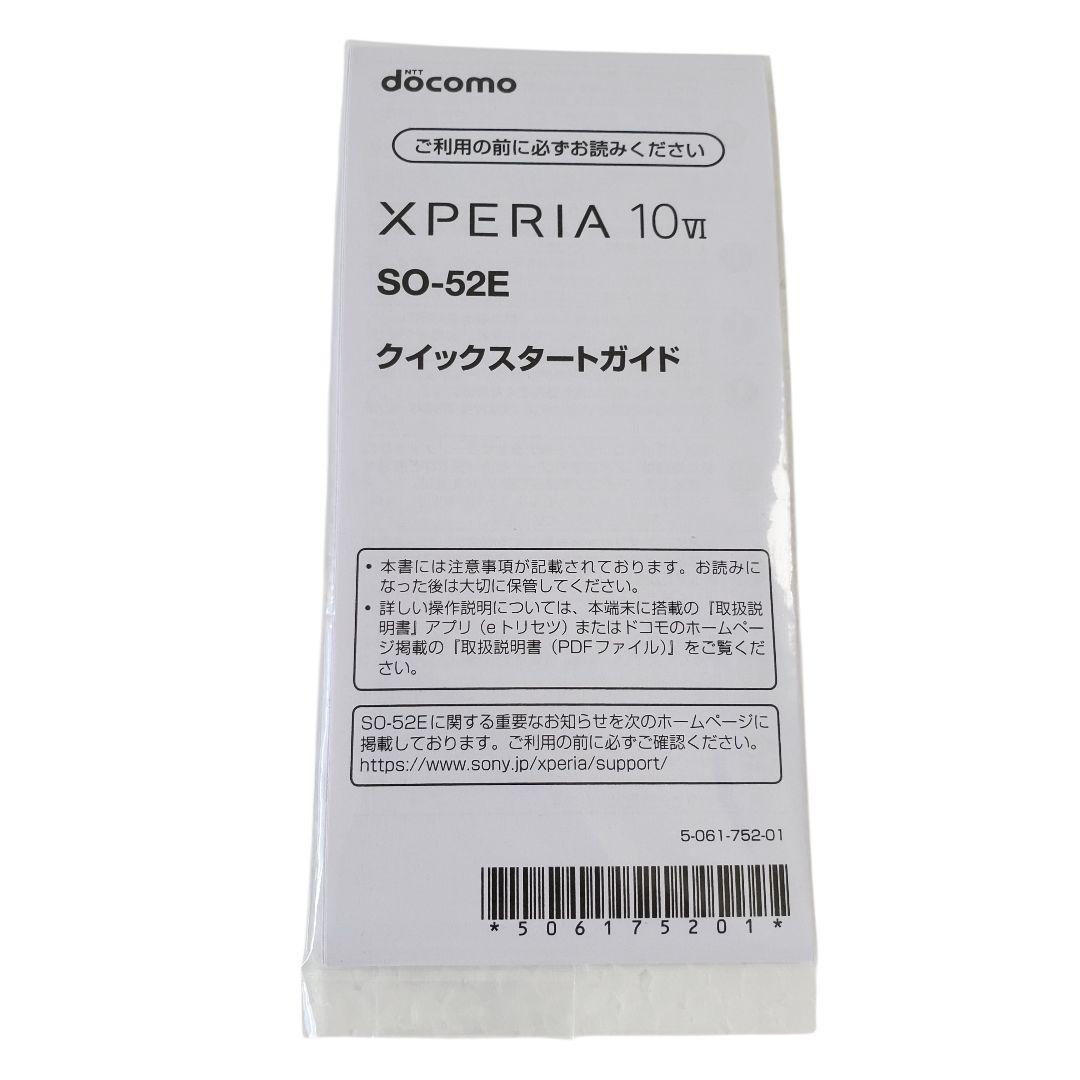 NTT
docomo
ご利用の前に必ずお読みください
XPERIA 10 VI
SO-52E
クイックスタートガイド
• 本書には注意事項が記載されております。お読みに
なった後は大切に保管してください。
• 詳しい操作説明については、本端末に搭載の『取扱説
明書』アプリ（eトリセツ）またはドコモのホームペー
ジ掲載の『取扱説明書（PDFファイル）』をご覧くだ
さい。
SO-52Eに関する重要なお知らせを次のホームページに
掲載しております。ご利用の前に必ずご確認ください。
https://www.sony.jp/xperia/support/
5-061-752-01
*506175201*